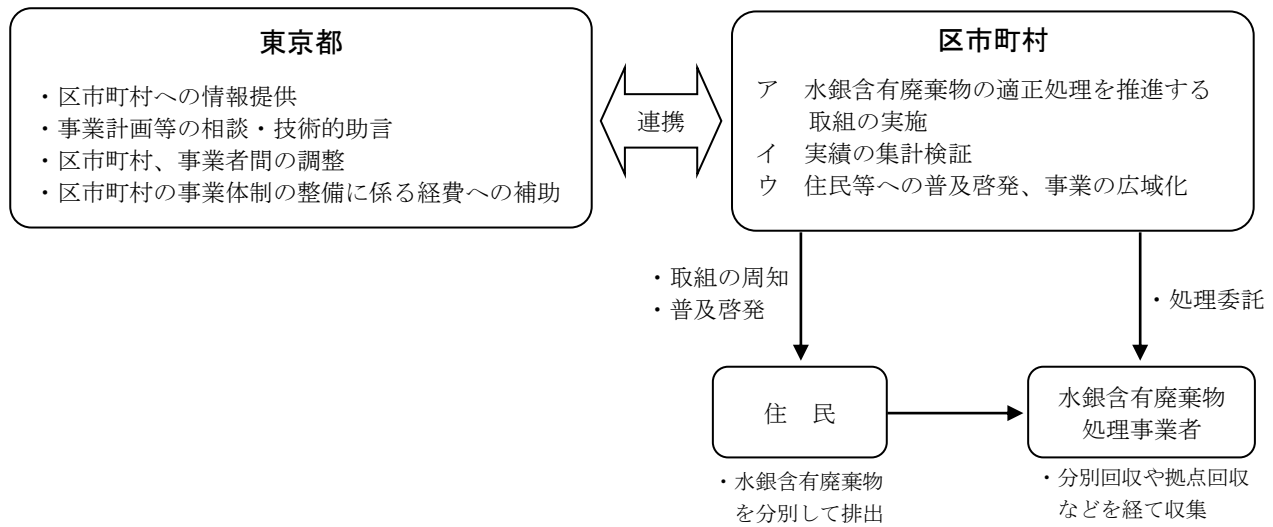 東京都
・区市町村への情報提供
・事業計画等の相談・技術的助言
・区市町村、事業者間の調整
・区市町村の事業体制の整備に係る経費への補助
連携
区市町村
ア 水銀含有廃棄物の適正処理を推進する
取組の実施
イ 実績の集計検証
ウ 住民等への普及啓発、事業の広域化
・取組の周知
・普及啓発
・処理委託
住 民
・水銀含有廃棄物
を分別して排出
水銀含有廃棄物
処理事業者
・分別回収や拠点回収
などを経て収集